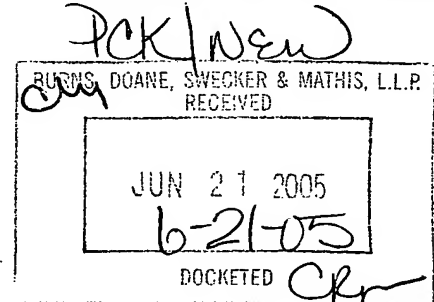 PCK/NEW
BURNS, DOANE, SWECKER & MATHIS, L.L.P.
RECEIVED
JUN 21 2005
6-21-05
DOCKETED